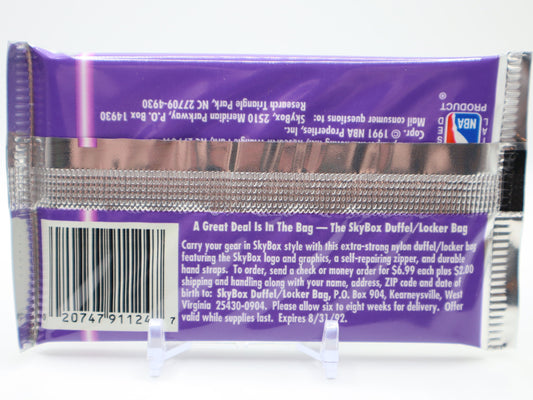 Copr. © 1991 NBA Properties, Inc
Mail consumer questions to:
SkyBox, 2510 Meridian Parkway, P.O. Box 14930
Research Triangle Park, NC 27709-4930
NBA
PRODUCT ®
A Great Deal Is In The Bag — The SkyBox Duffel/Locker Bag
Carry your gear in SkyBox style with this extra-strong nylon duffel/locker bag
featuring the SkyBox logo and graphics, a self-repairing zipper, and durable
hand straps. To order, send a check or money order for $6.99 each plus $2.00
shipping and handling along with your name, address, ZIP code and date of
birth to: SkyBox Duffel/Locker Bag, P.O. Box 904, Kearneysville, West
Virginia 25430-0904. Please allow six to eight weeks for delivery. Offer
valid while supplies last. Expires 8/31/92.
20747 91124 7